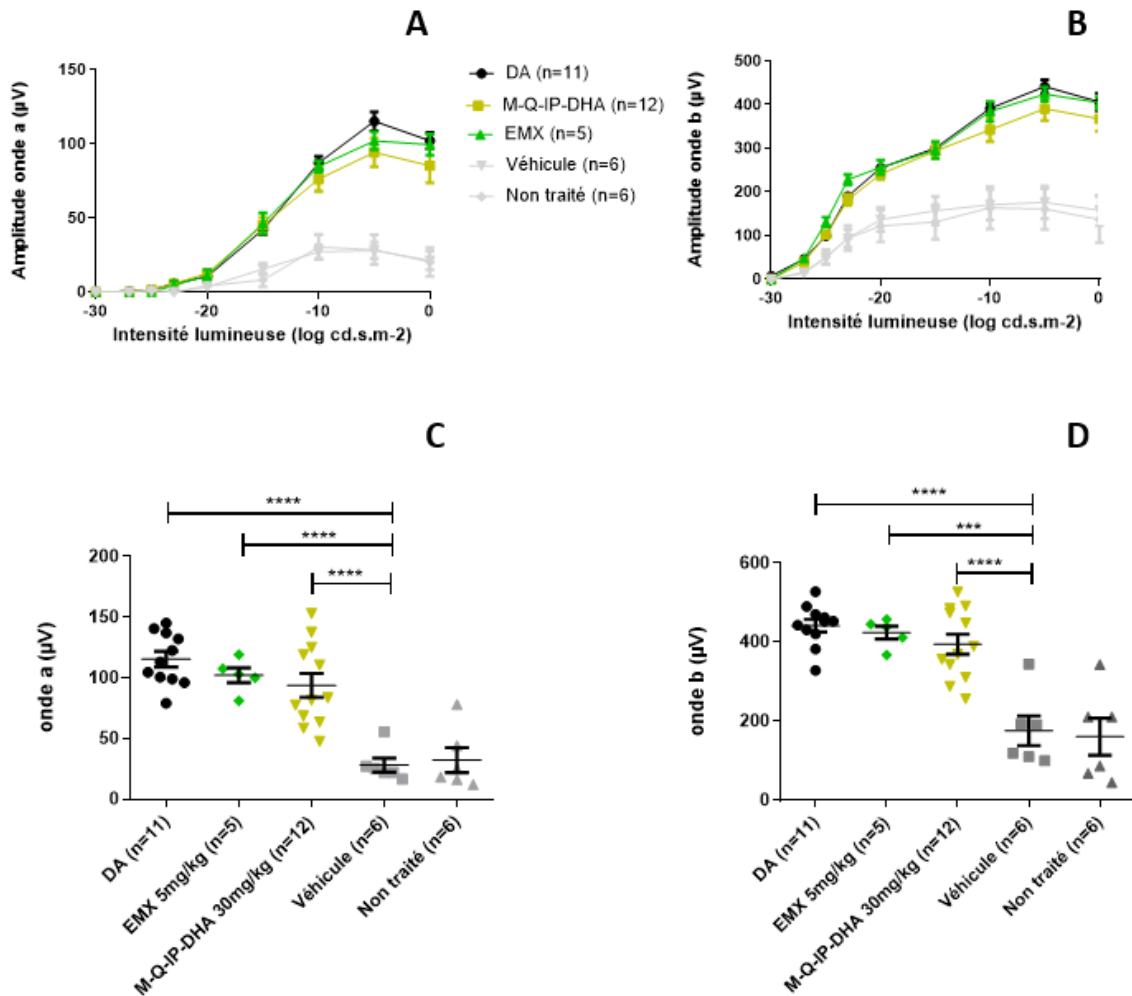 A
Amplitude onde a (µV)
150
100
50
0
-30
-20
-10
0
Intensité lumineuse (log cd.s.m-2)
DA (n=11)
M-Q-IP-DHA (n=12)
EMX (n=5)
Véhicule (n=6)
Non traité (n=6)
B
Amplitude onde b (µV)
500
400
300
200
100
0
-30
-20
-10
0
Intensité lumineuse (log cd.s.m-2)
C
****
****
****
onde a (µV)
200
150
100
50
0
DA (n=11)
EMX 5mg/kg (n=5)
M-Q-IP-DHA 30mg/kg (n=12)
Véhicule (n=6)
Non traité (n=6)
D
****
***
****
onde b (µV)
600
400
200
0
DA (n=11)
EMX 5mg/kg (n=5)
M-Q-IP-DHA 30mg/kg (n=12)
Véhicule (n=6)
Non traité (n=6)